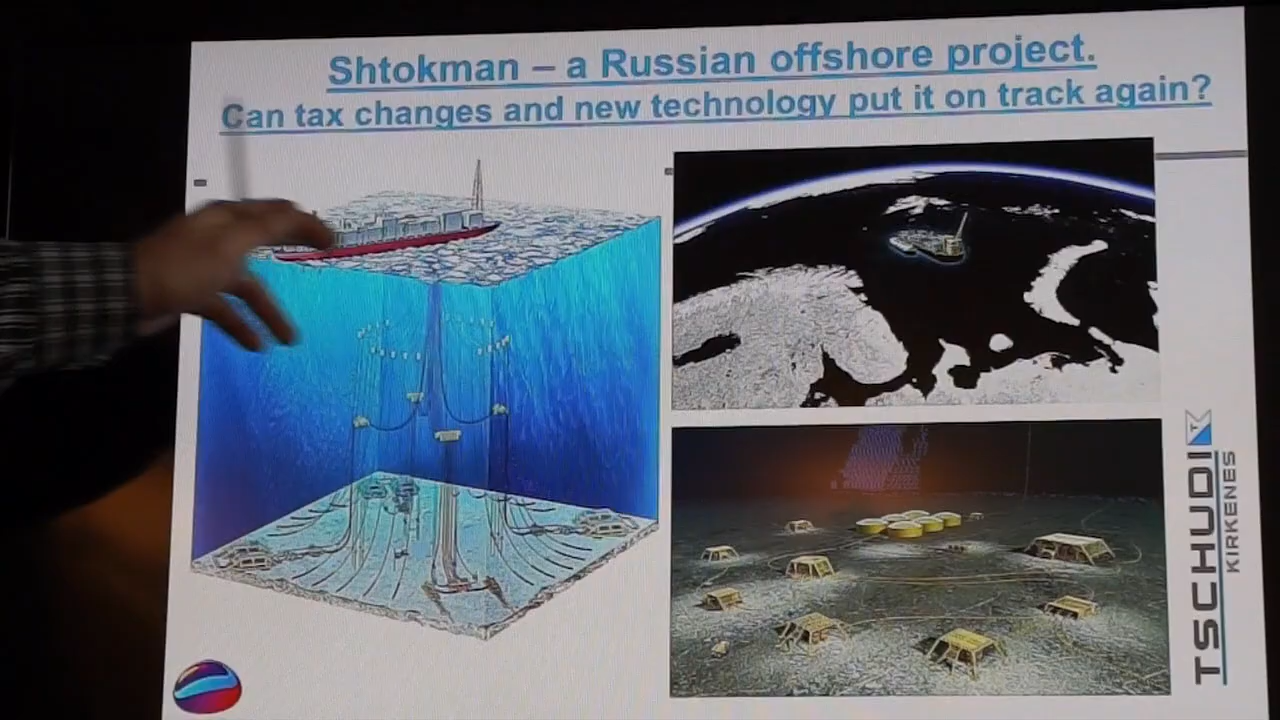 Shtokman – a Russian offshore project.
Can tax changes and new technology put it on track again?
TSCHUDI
KIRKENES